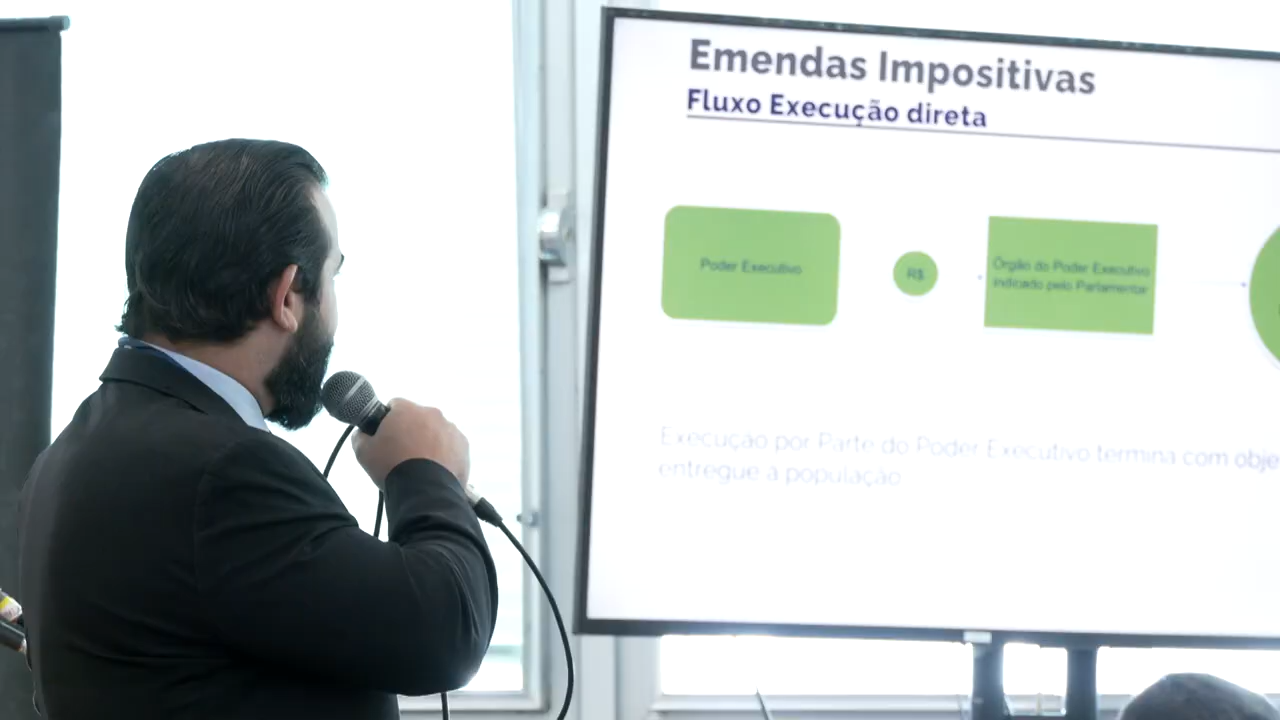 Emendas Impositivas
Fluxo Execução direta
Poder Executivo
R$
Órgão do Poder Executivo
indicado pelo Parlamentar
Execução por Parte do Poder Executivo termina com obje
entregue a população